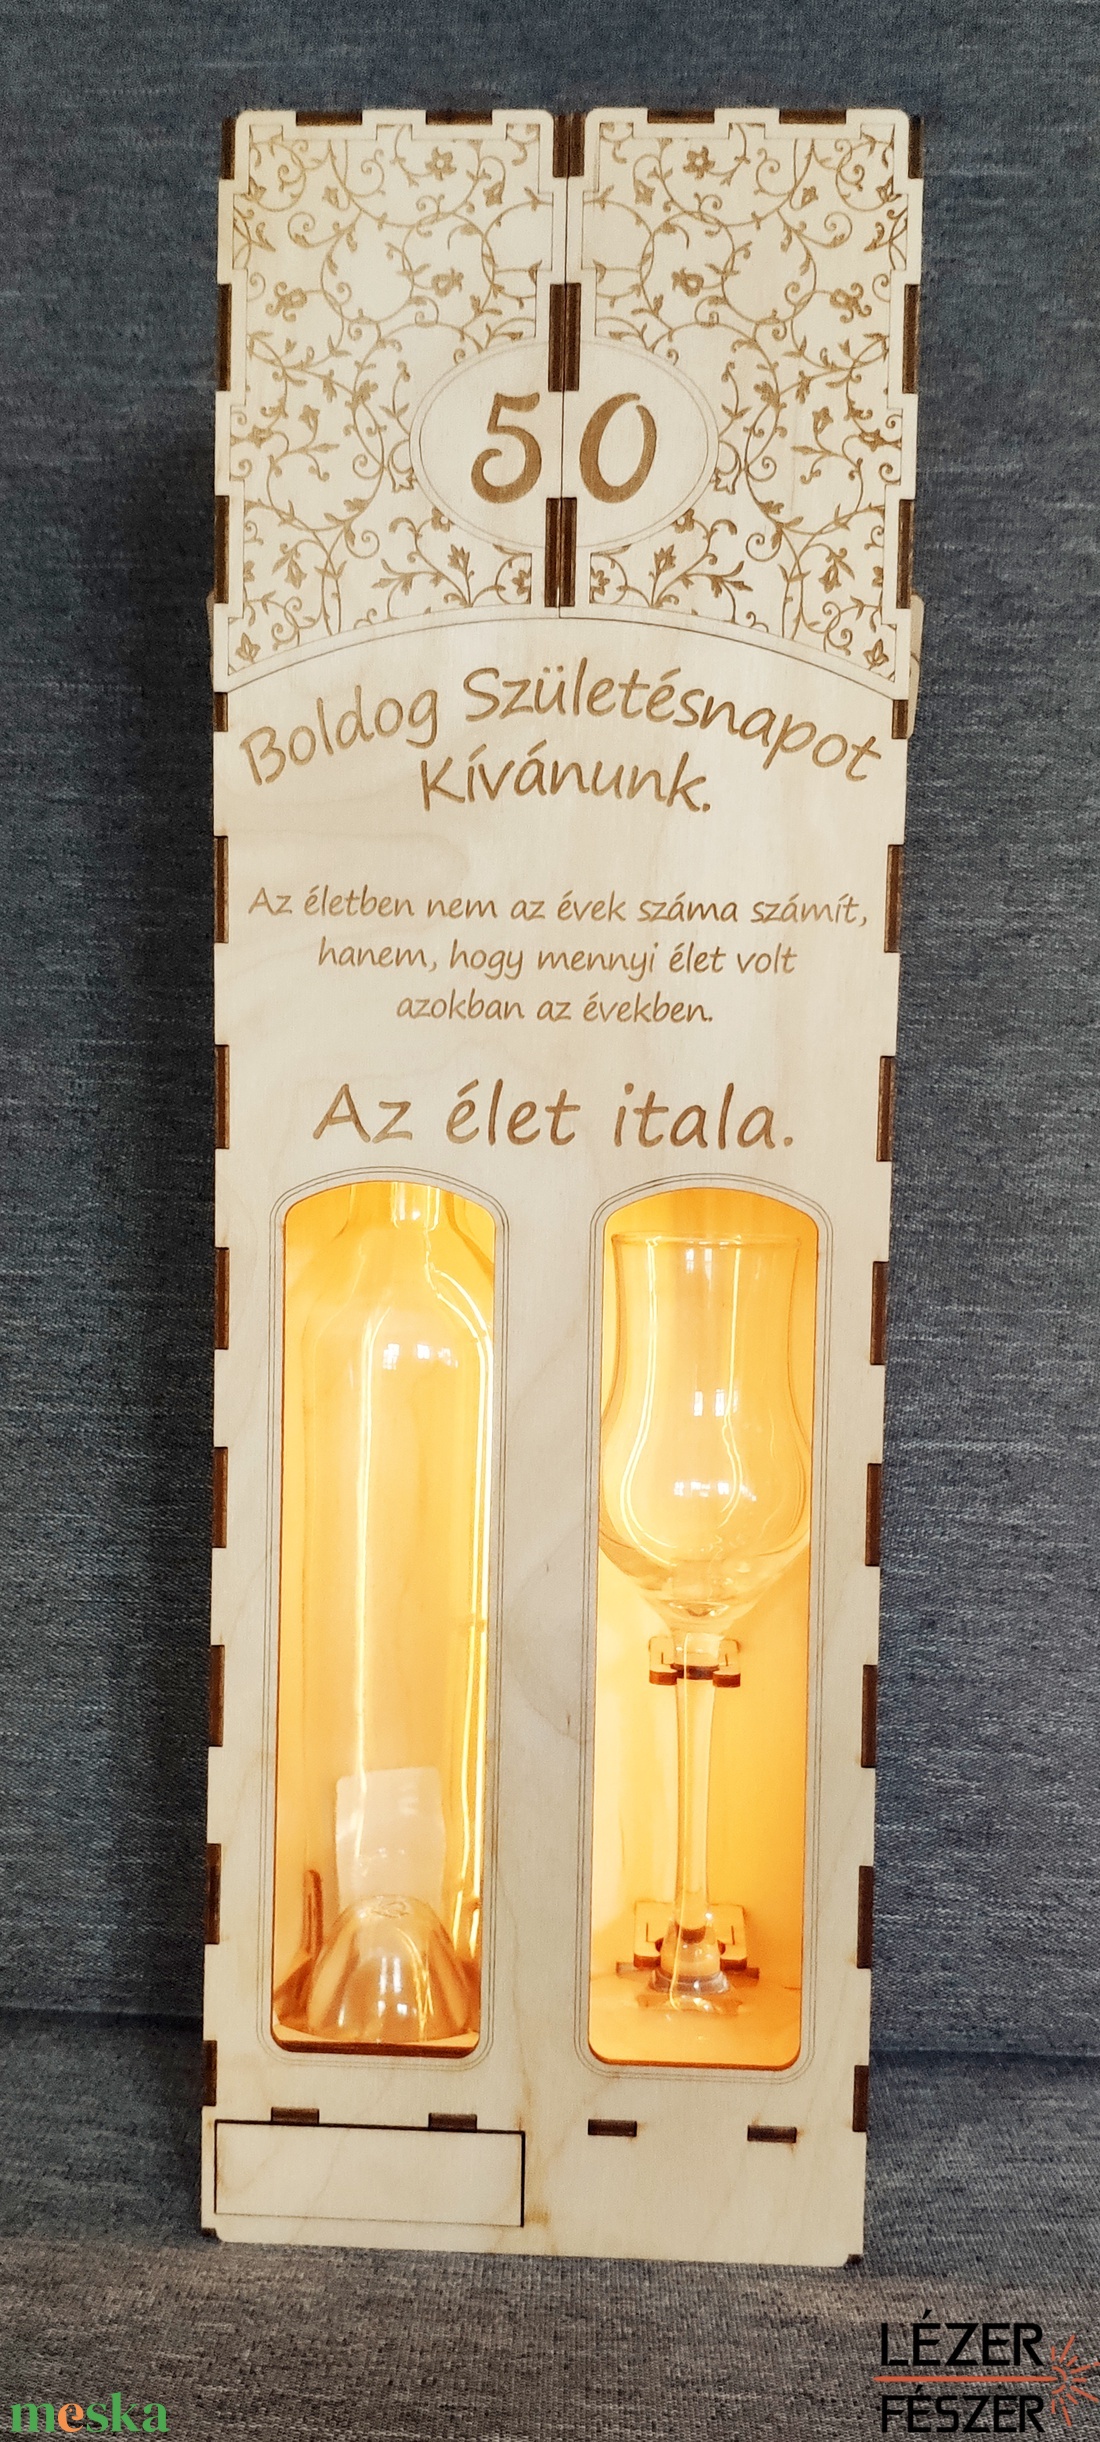 50
Boldog Születésnapot
Kívánunk.
Az életben nem az évek száma számít,
hanem, hogy mennyi élet volt
azokban az években.
Az élet itala.
meska
LÉZER
FÉSZER